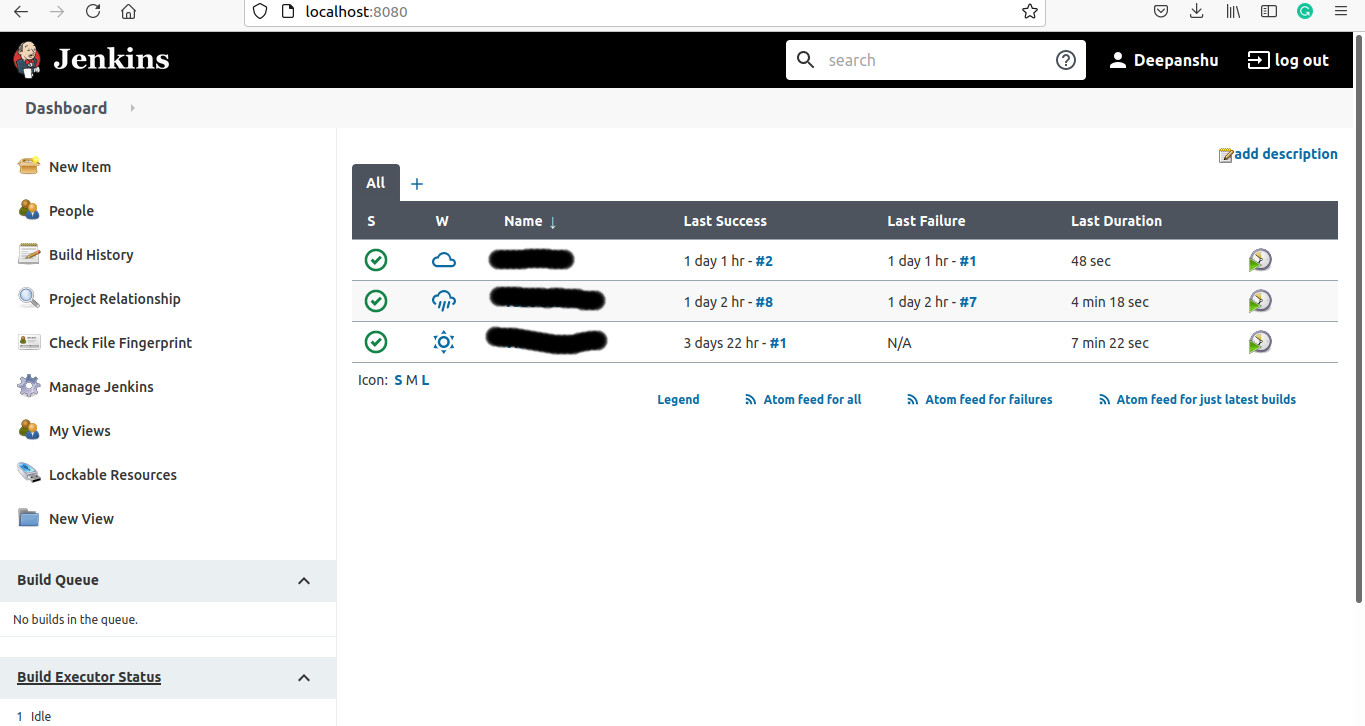 localhost:8080
Jenkins
search
Deepanshu
log out
Dashboard
New Item
People
Build History
Project Relationship
Check File Fingerprint
Manage Jenkins
My Views
Lockable Resources
New View
Build Queue
No builds in the queue.
Build Executor Status
1 Idle
add description
All +
S W Name ↓ Last Success Last Failure Last Duration
1 day 1 hr - #2 1 day 1 hr - #1 48 sec
1 day 2 hr - #8 1 day 2 hr - #7 4 min 18 sec
3 days 22 hr - #1 N/A 7 min 22 sec
Icon: S M L
Legend Atom feed for all Atom feed for failures Atom feed for just latest builds